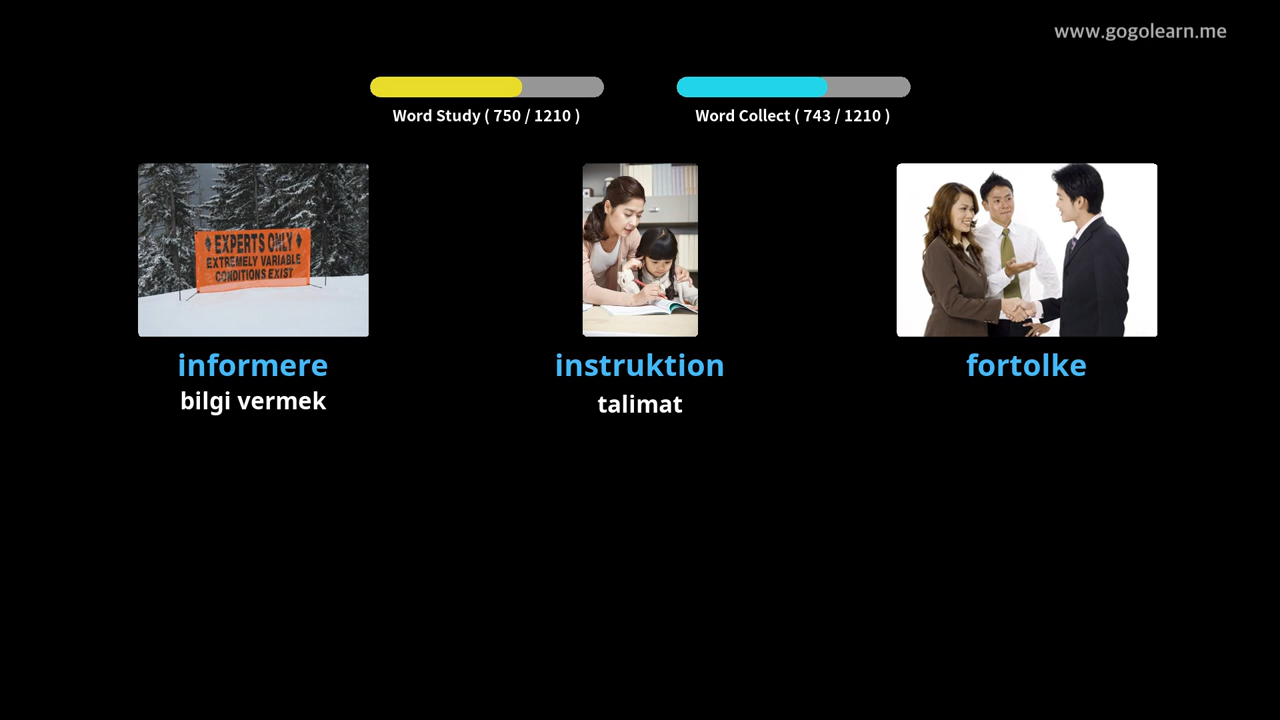 www.gogolearn.me
Word Study ( 750 / 1210 )
Word Collect ( 743 / 1210 )
EXPERTS ONLY
EXTREMELY VARIABLE
CONDITIONS EXIST
informere
bilgi vermek
instruktion
talimat
fortolke